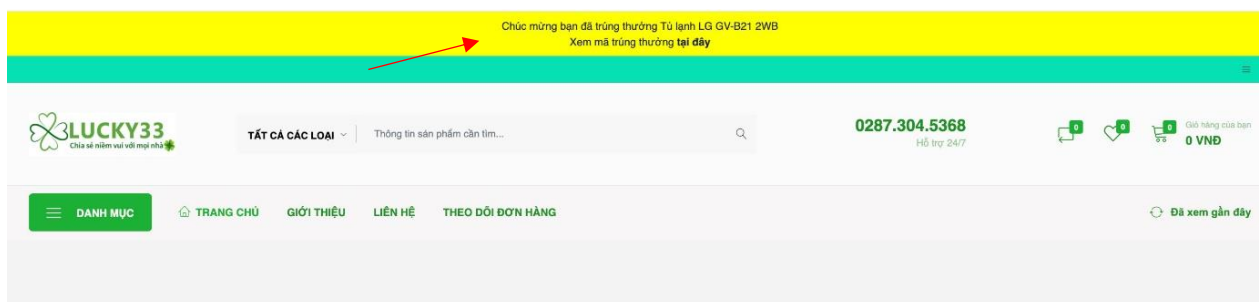 Chúc mừng bạn đã trúng thưởng Tủ lạnh LG GV-B21 2WB
Xem mã trúng thưởng tại đây
LUCKY33
Chia sẻ niềm vui với mọi nhà
TẤT CẢ CÁC LOẠI
Thông tin sản phẩm cần tìm...
0287.304.5368
Hỗ trợ 24/7
0
0
0
Giỏ hàng của bạn
0 VNĐ
DANH MỤC
TRANG CHỦ
GIỚI THIỆU
LIÊN HỆ
THEO DÕI ĐƠN HÀNG
Đã xem gần đây